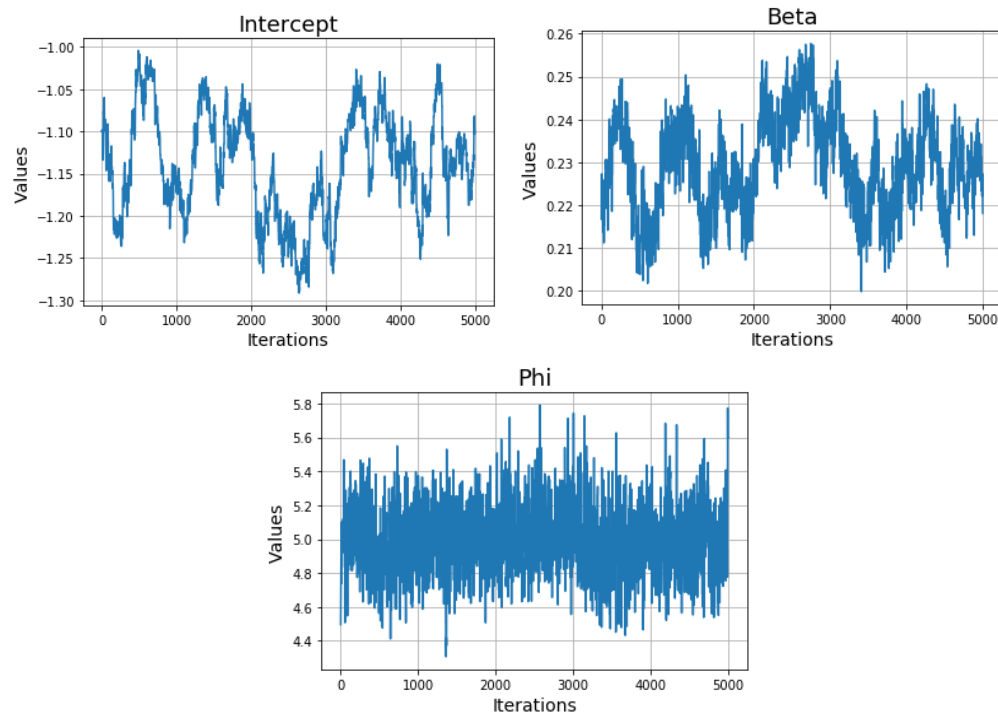 Intercept
Values
−1.00
−1.05
−1.10
−1.15
−1.20
−1.25
−1.30
0 1000 2000 3000 4000 5000
Iterations
Beta
Values
0.26
0.25
0.24
0.23
0.22
0.21
0.20
0 1000 2000 3000 4000 5000
Iterations
Phi
Values
5.8
5.6
5.4
5.2
5.0
4.8
4.6
4.4
0 1000 2000 3000 4000 5000
Iterations